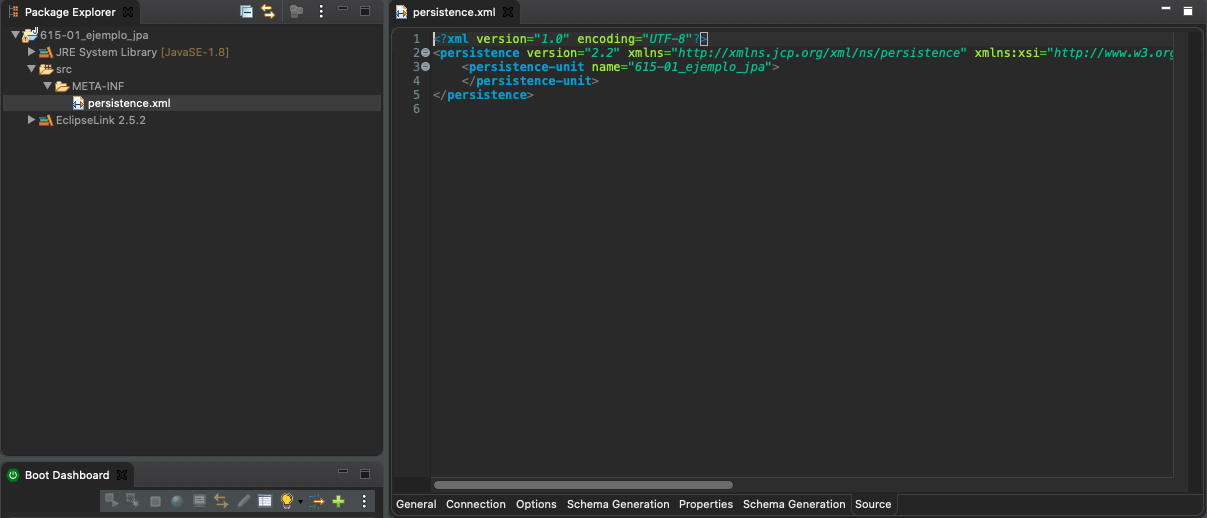 Package Explorer
615-01_ejemplo_jpa
JRE System Library [JavaSE-1.8]
src
META-INF
persistence.xml
EclipseLink 2.5.2
Boot Dashboard
persistence.xml
1 <?xml version="1.0" encoding="UTF-8"?>
2 <persistence version="2.2" xmlns="http://xmlns.jcp.org/xml/ns/persistence" xmlns:xsi="http://www.w3.org
3 <persistence-unit name="615-01_ejemplo_jpa">
4 </persistence-unit>
5 </persistence>
6
General Connection Options Schema Generation Properties Schema Generation Source